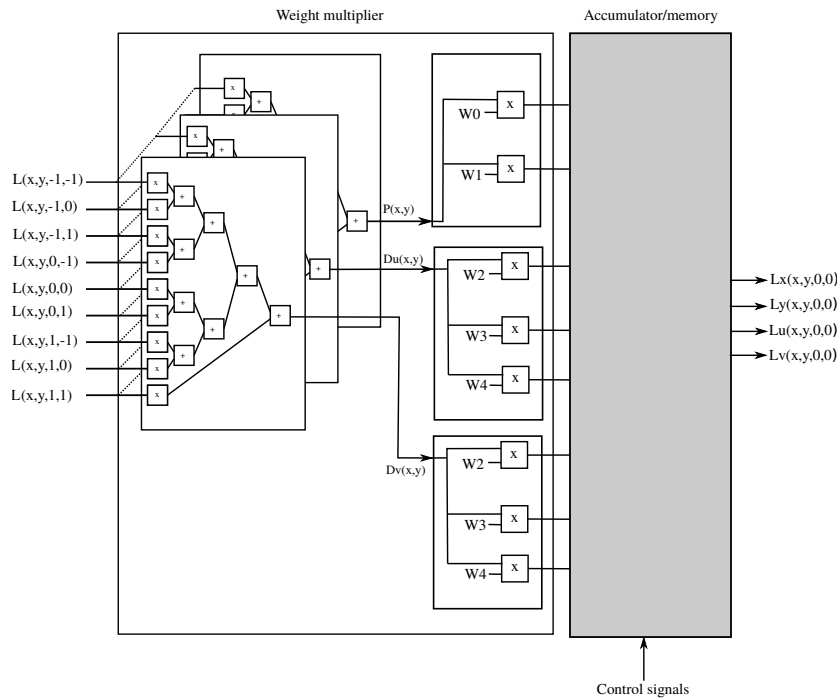 Weight multiplier
Accumulator/memory
x
+
x
x
+
x
L(x,y,-1,-1)
L(x,y,-1,0)
L(x,y,-1,1)
L(x,y,0,-1)
L(x,y,0,0)
L(x,y,0,1)
L(x,y,1,-1)
L(x,y,1,0)
L(x,y,1,1)
x
x
x
x
x
x
x
x
x
+
+
+
+
+
+
+
+
+
+
P(x,y)
Du(x,y)
Dv(x,y)
W0
x
W1
x
W2
x
W3
x
W4
x
W2
x
W3
x
W4
x
Lx(x,y,0,0)
Ly(x,y,0,0)
Lu(x,y,0,0)
Lv(x,y,0,0)
Control signals